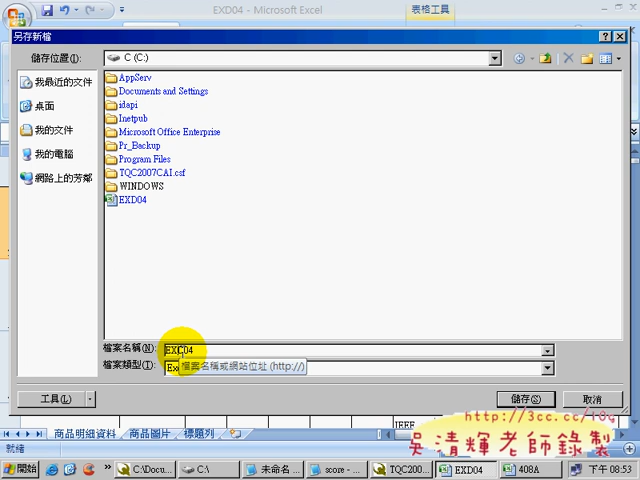 EXD04 - Microsoft Excel
表格工具
另存新檔
儲存位置(I):
C (C:)
我最近的文件
桌面
我的文件
我的電腦
網路上的芳鄰
AppServ
Documents and Settings
idapi
Inetpub
Microsoft Office Enterprise
Pr_Backup
Program Files
TQC2007CAI.csf
WINDOWS
EXD04
檔案名稱(N):
EXD04
檔案類型(T):
Ex
檔案名稱或網站位址 (http://)
工具(L)
儲存(S)
取消
http://3cc.cc/10q
吳清輝老師錄製
IEEE
商品明細資料
商品圖片
標題列
就緒
開始
C:\Docu...
C:\
未命名 ...
score - ...
TQC200...
EXD04
408A
下午 08:53